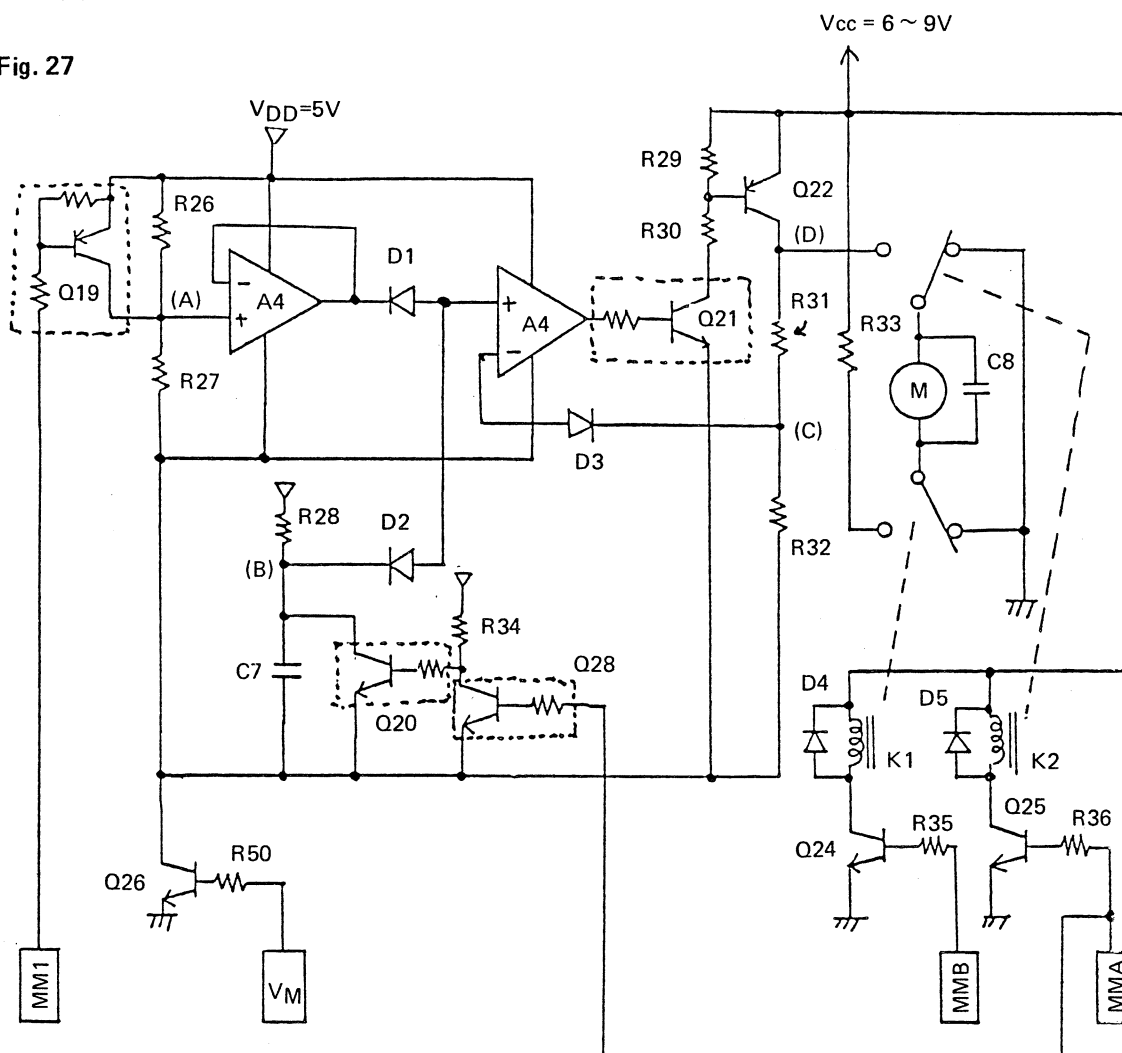 Vcc = 6 ~ 9V
Fig. 27
VDD=5V
R29
Q22
R26
R30
(D)
D1
Q19
(A)
A4
A4
Q21
R31
R33
R27
C8
M
(C)
D3
R28
D2
R32
(B)
R34
C7
Q28
D4
D5
Q20
K1
K2
Q25
R35
R36
Q24
R50
Q26
MM1
VM
MMB
MMA